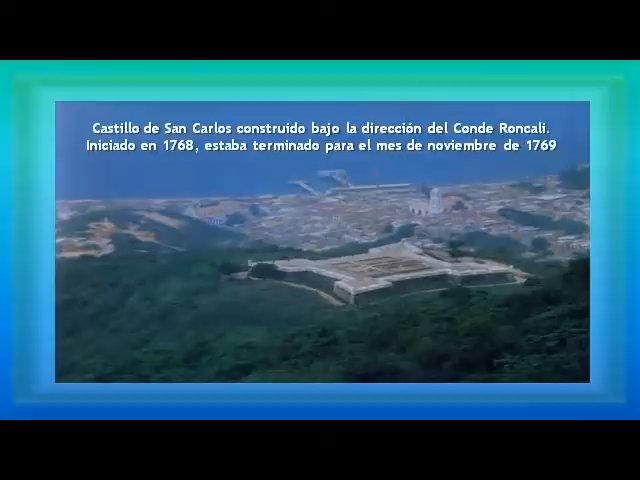 Castillo de San Carlos construido bajo la dirección del Conde Roncali.
Iniciado en 1768, estaba terminado para el mes de noviembre de 1769